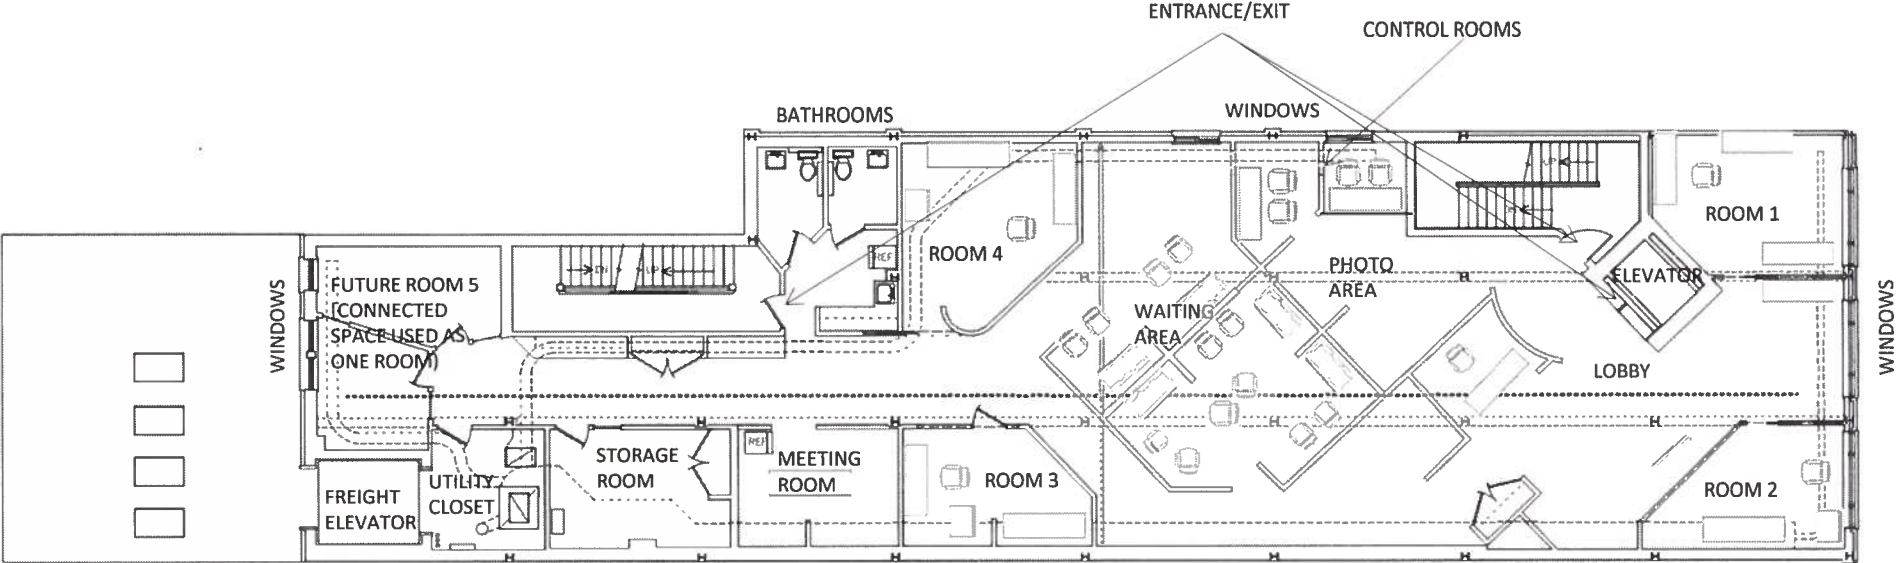 ENTRANCE/EXIT
CONTROL ROOMS
BATHROOMS
WINDOWS
UP
ROOM 1
REF
ROOM 4
PHOTO
AREA
ELEVATOR
WINDOWS
FUTURE ROOM 5
(CONNECTED
SPACE USED AS
ONE ROOM)
DN
UP
WAITING
AREA
LOBBY
WINDOWS
REF
STORAGE
ROOM
MEETING
ROOM
ROOM 3
ROOM 2
UTILITY
CLOSET
FREIGHT
ELEVATOR